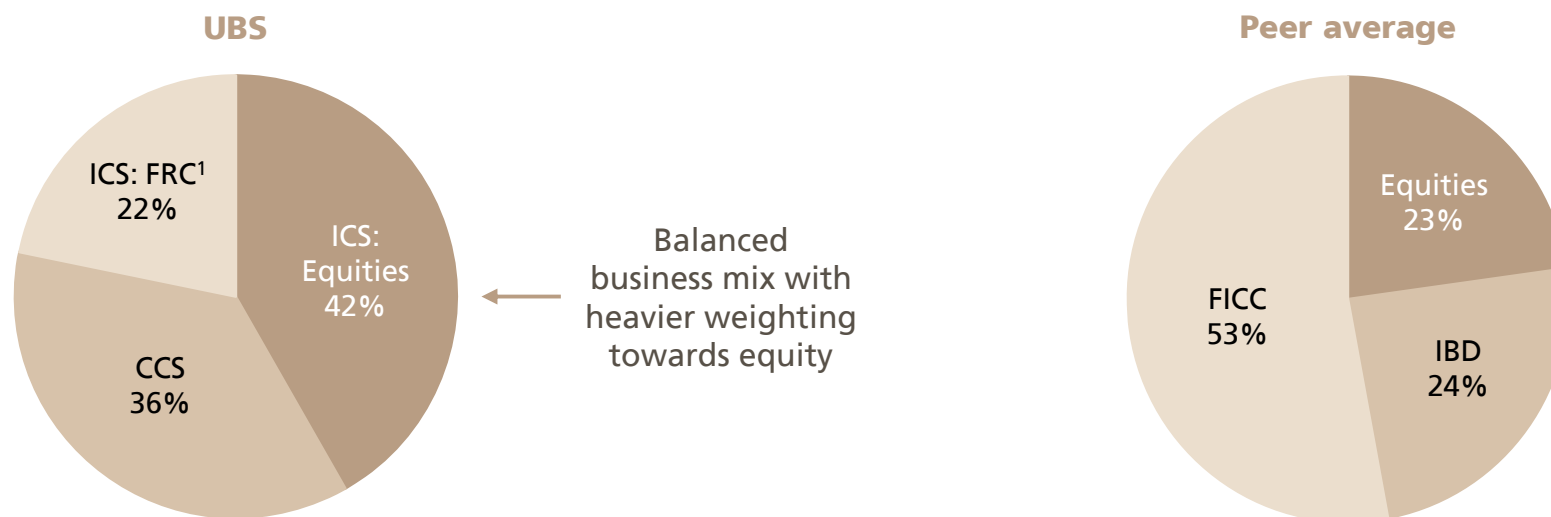 UBS
ICS: FRC¹
22%
ICS:
Equities
42%
CCS
36%
Balanced
business mix with
heavier weighting
towards equity
Peer average
Equities
23%
FICC
53%
IBD
24%